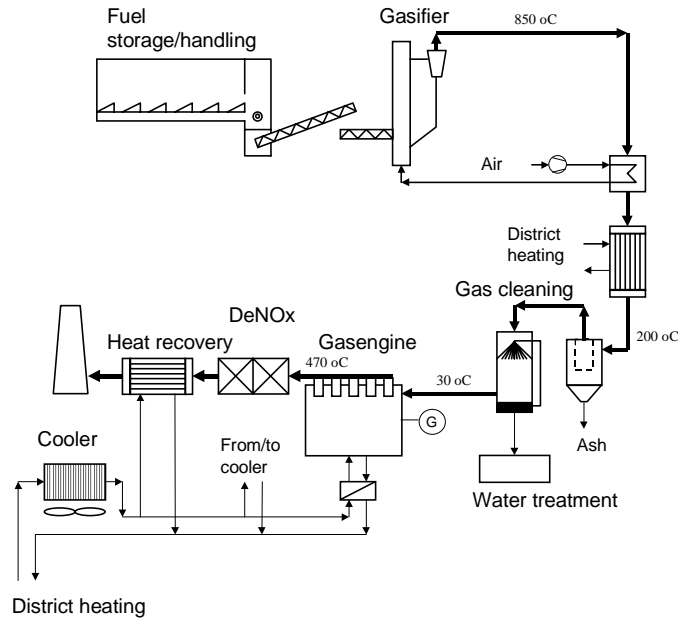 Fuel
storage/handling
Gasifier
850 oC
Air
District
heating
Gas cleaning
200 oC
DeNOx
Heat recovery
Gasengine
470 oC
30 oC
G
Ash
Cooler
From/to
cooler
Water treatment
District heating